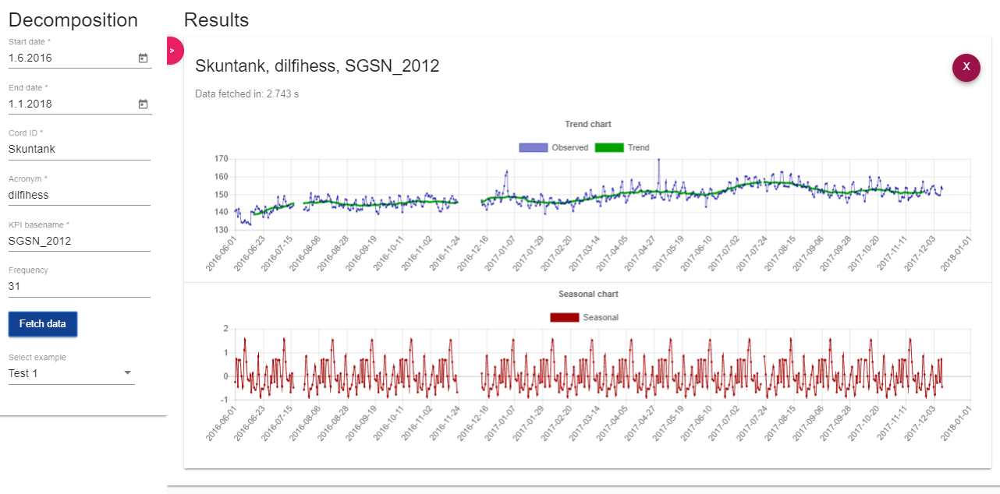 Decomposition
Start date *
1.6.2016
End date *
1.1.2018
Cord ID *
Skuntank
Acronym *
dilfihess
KPI basename *
SGSN_2012
Frequency
31
Fetch data
Select example
Test 1
Results
>
Skuntank, dilfihess, SGSN_2012
X
Data fetched in: 2.743 s
Trend chart
Observed Trend
170
160
150
140
130
2016-06-01 2016-06-23 2016-07-15 2016-08-06 2016-08-28 2016-09-19 2016-10-11 2016-11-02 2016-11-24 2016-12-16 2017-01-07 2017-01-29 2017-02-20 2017-03-14 2017-04-05 2017-04-27 2017-05-19 2017-06-10 2017-07-02 2017-07-24 2017-08-15 2017-09-06 2017-09-28 2017-10-20 2017-11-11 2017-12-03 2018-01-01
Seasonal chart
Seasonal
2
1
0
-1
2016-06-01 2016-06-23 2016-07-15 2016-08-06 2016-08-28 2016-09-19 2016-10-11 2016-11-02 2016-11-24 2016-12-16 2017-01-07 2017-01-29 2017-02-20 2017-03-14 2017-04-05 2017-04-27 2017-05-19 2017-06-10 2017-07-02 2017-07-24 2017-08-15 2017-09-06 2017-09-28 2017-10-20 2017-11-11 2017-12-03 2018-01-01